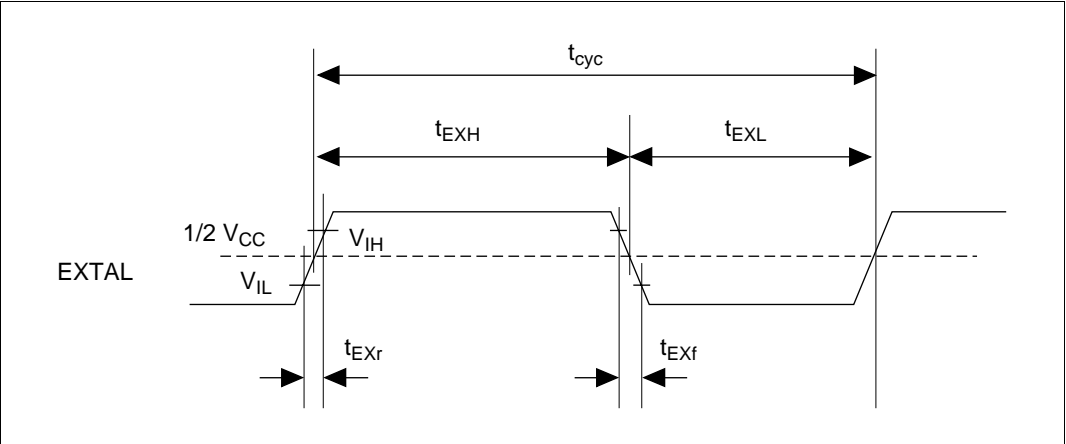 tcyc
tEXH
tEXL
1/2 VCC
VIH
EXTAL
VIL
tEXr
tEXf